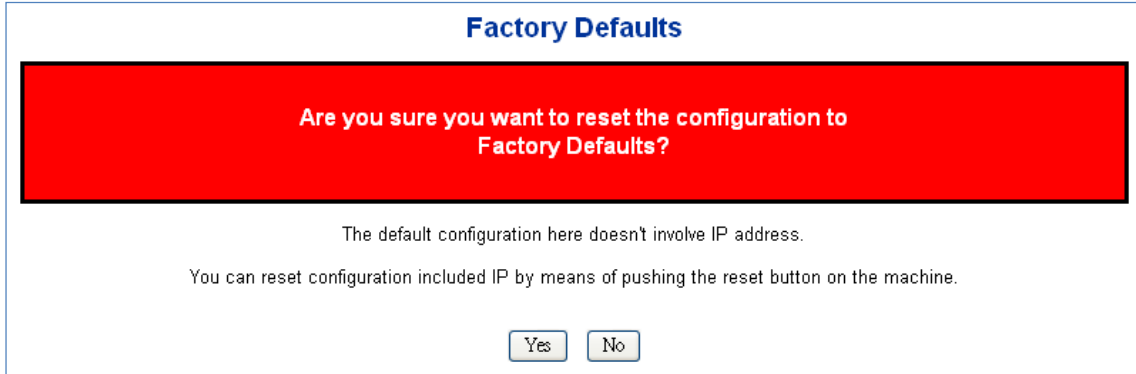 Factory Defaults
Are you sure you want to reset the configuration to
Factory Defaults?
The default configuration here doesn't involve IP address.
You can reset configuration included IP by means of pushing the reset button on the machine.
Yes No